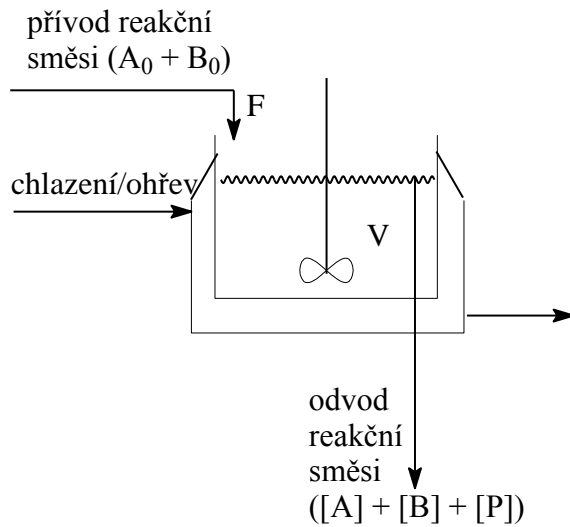 přívod reakční
směsi (A₀ + B₀)
F
chlazení/ohřev
V
odvod
reakční
směsi
([A] + [B] + [P])